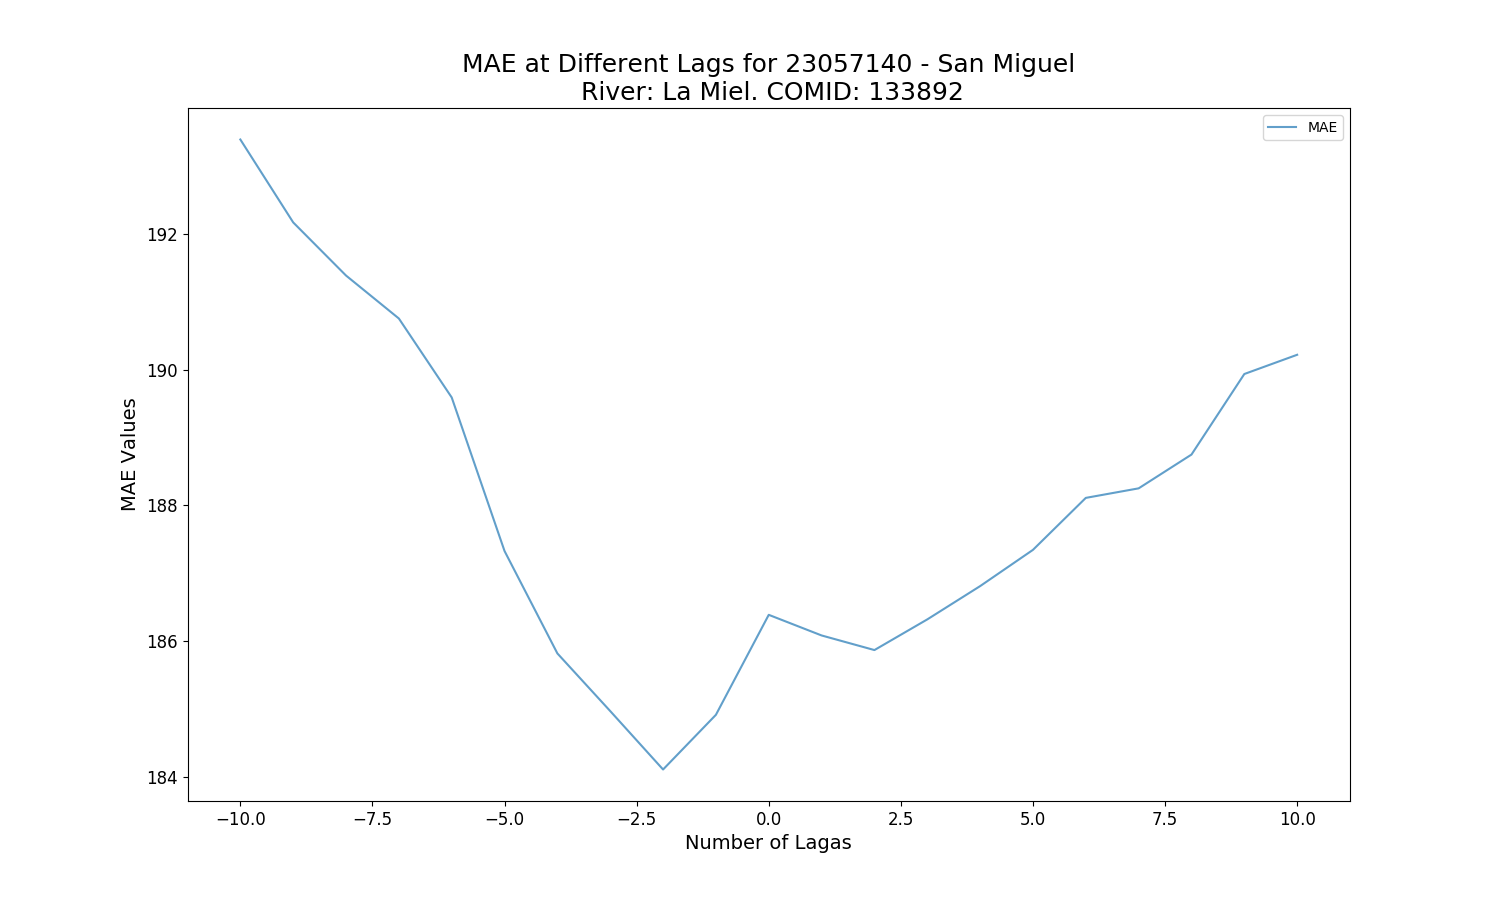 MAE at Different Lags for 23057140 - San Miguel
River: La Miel. COMID: 133892
MAE
192
190
188
186
184
MAE Values
−10.0 −7.5 −5.0 −2.5 0.0 2.5 5.0 7.5 10.0
Number of Lagas